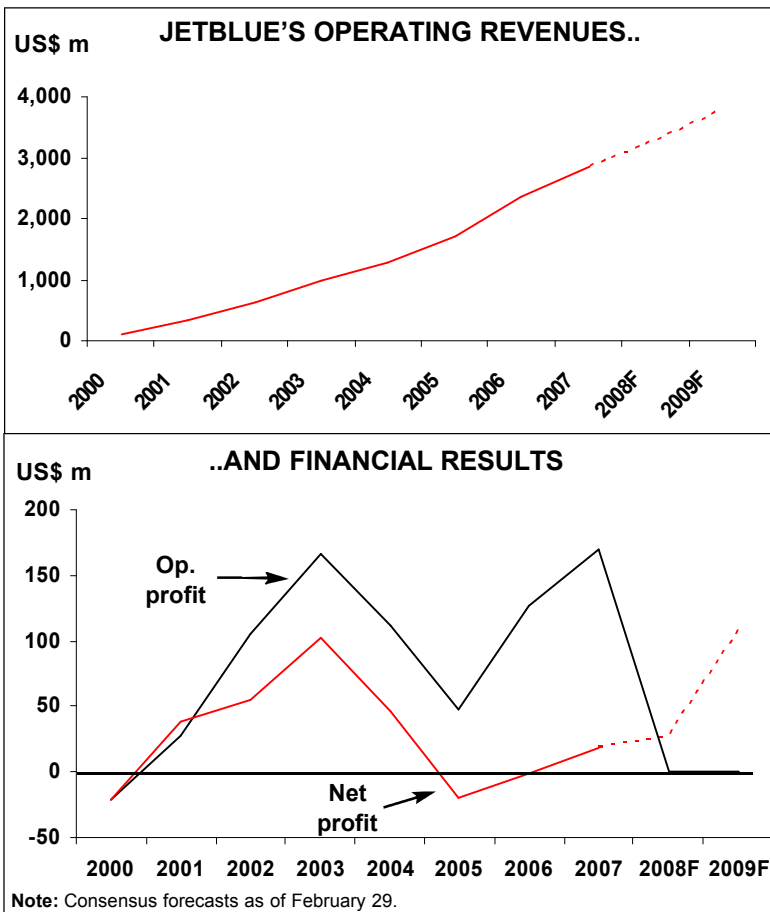 JETBLUE'S OPERATING REVENUES..
US$ m
4,000
3,000
2,000
1,000
0
2000 2001 2002 2003 2004 2005 2006 2007 2008F 2009F
..AND FINANCIAL RESULTS
US$ m
200
150
100
50
0
-50
Op.
profit
Net
profit
2000 2001 2002 2003 2004 2005 2006 2007 2008F 2009F
Note: Consensus forecasts as of February 29.